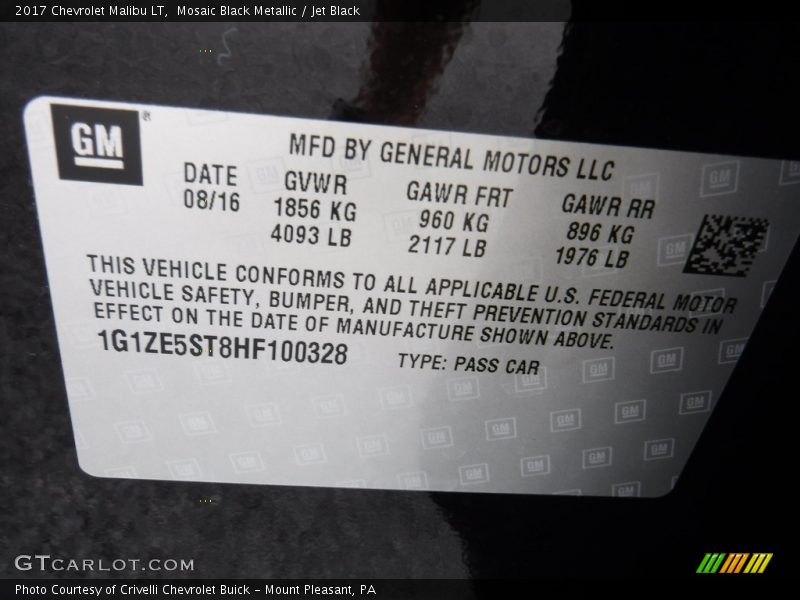 2017 Chevrolet Malibu LT,  Mosaic Black Metallic / Jet Black
GM®
MFD BY GENERAL MOTORS LLC
DATE GVWR GAWR FRT GAWR RR
08/16 1856 KG 960 KG 896 KG
4093 LB 2117 LB 1976 LB
THIS VEHICLE CONFORMS TO ALL APPLICABLE U.S. FEDERAL MOTOR
VEHICLE SAFETY, BUMPER, AND THEFT PREVENTION STANDARDS IN
EFFECT ON THE DATE OF MANUFACTURE SHOWN ABOVE.
1G1ZE5ST8HF100328 TYPE: PASS CAR
GTCARLOT.COM
Photo Courtesy of Crivelli Chevrolet Buick - Mount Pleasant, PA